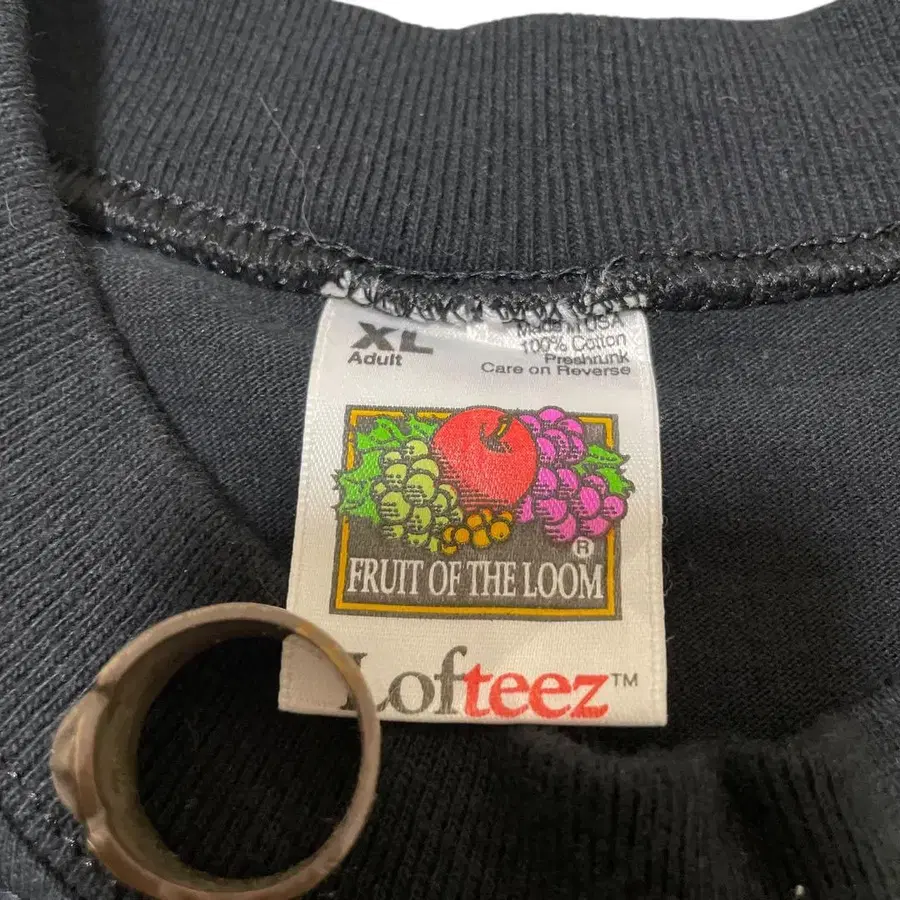 XL
Adult
Made in USA
100% Cotton
Preshrunk
Care on Reverse
®
FRUIT OF THE LOOM
Lofteez™